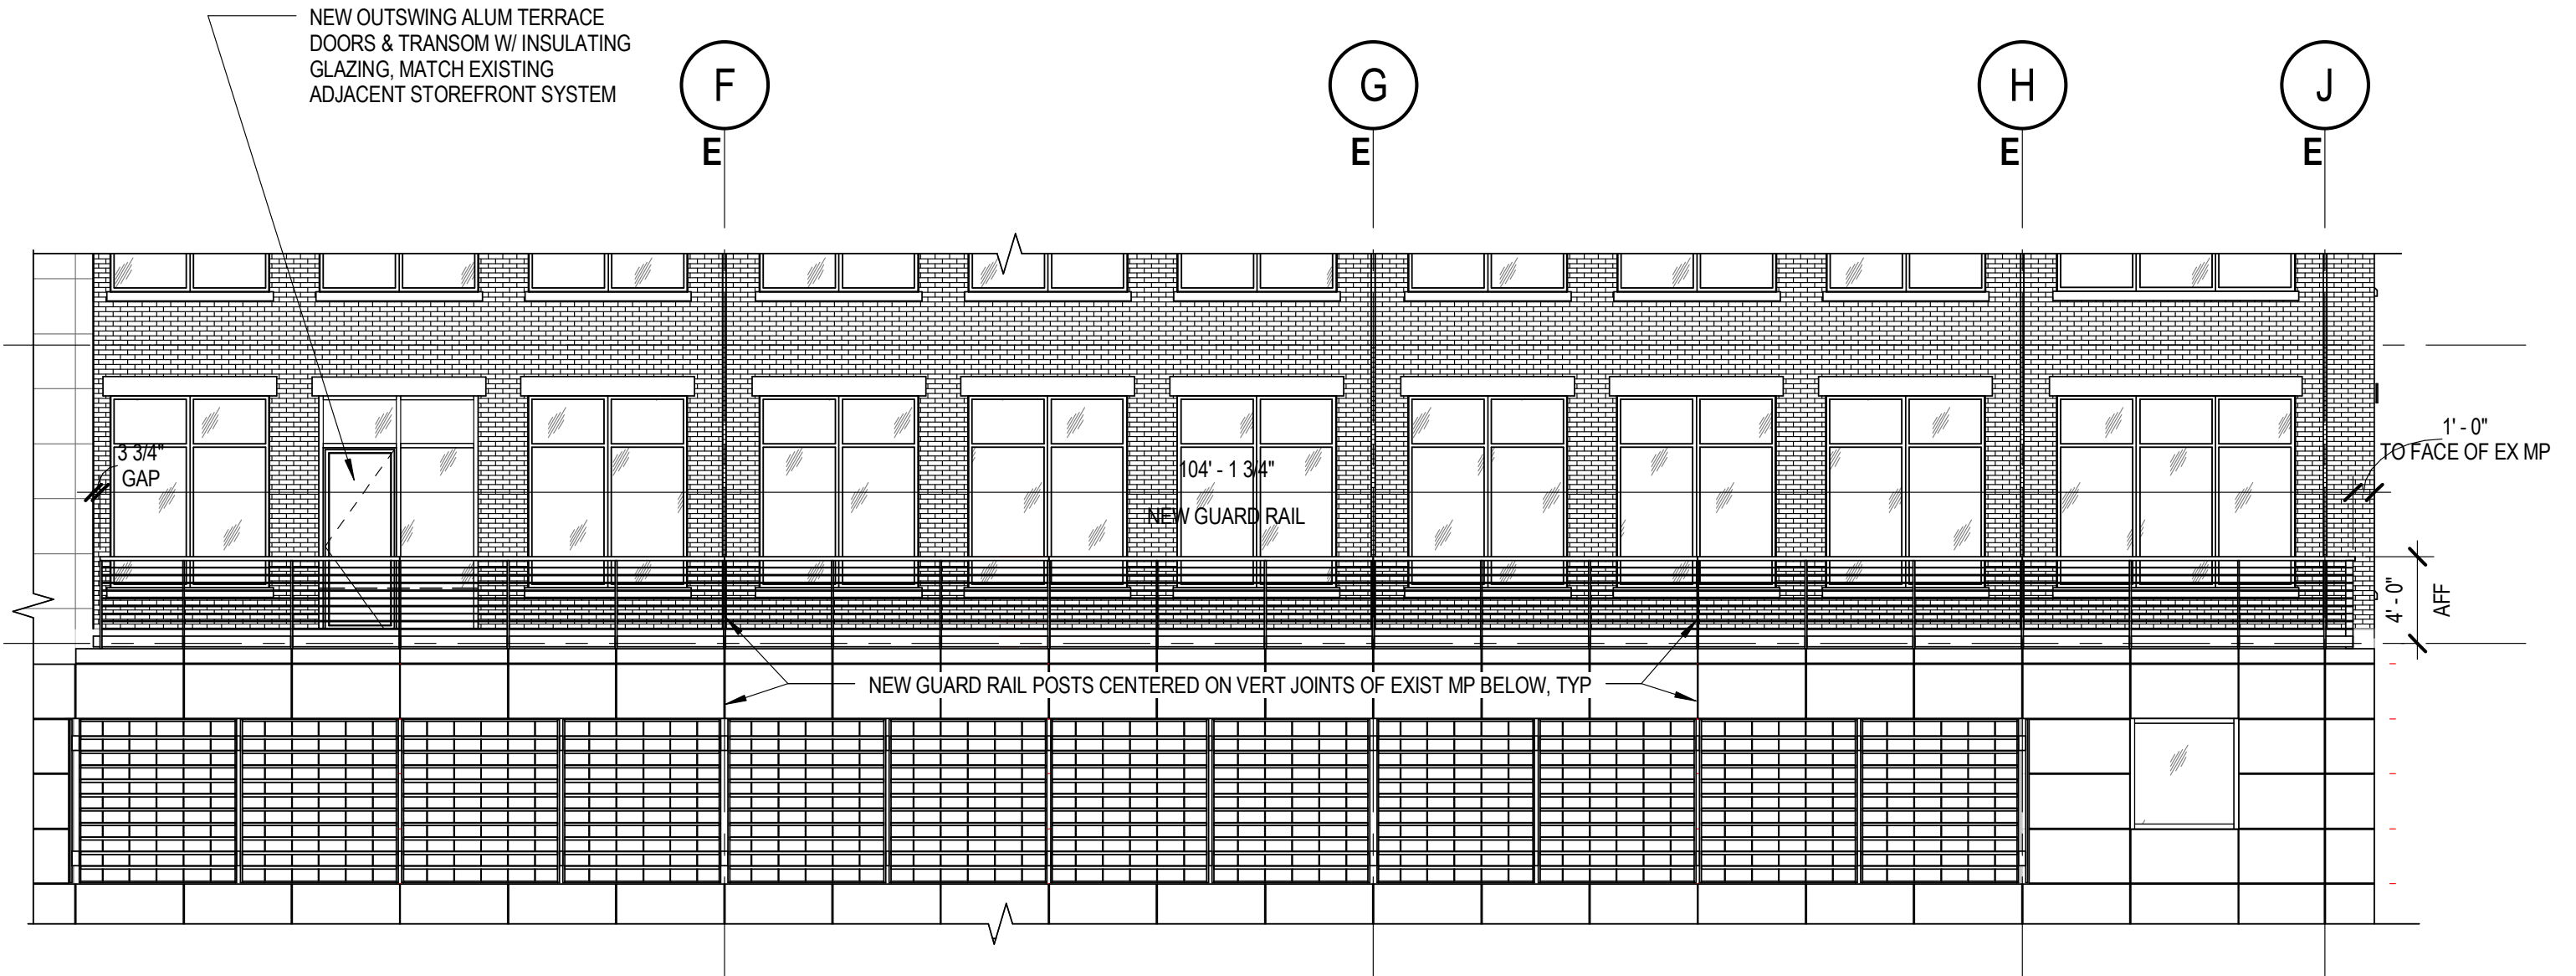 NEW OUTSWING ALUM TERRACE
DOORS & TRANSOM W/ INSULATING
GLAZING, MATCH EXISTING
ADJACENT STOREFRONT SYSTEM
F
G
H
J
E
E
E
E
3 3/4"
GAP
104' - 1 3/4"
NEW GUARD RAIL
1' - 0"
TO FACE OF EX MP
4' - 0"
AFF
NEW GUARD RAIL POSTS CENTERED ON VERT JOINTS OF EXIST MP BELOW, TYP